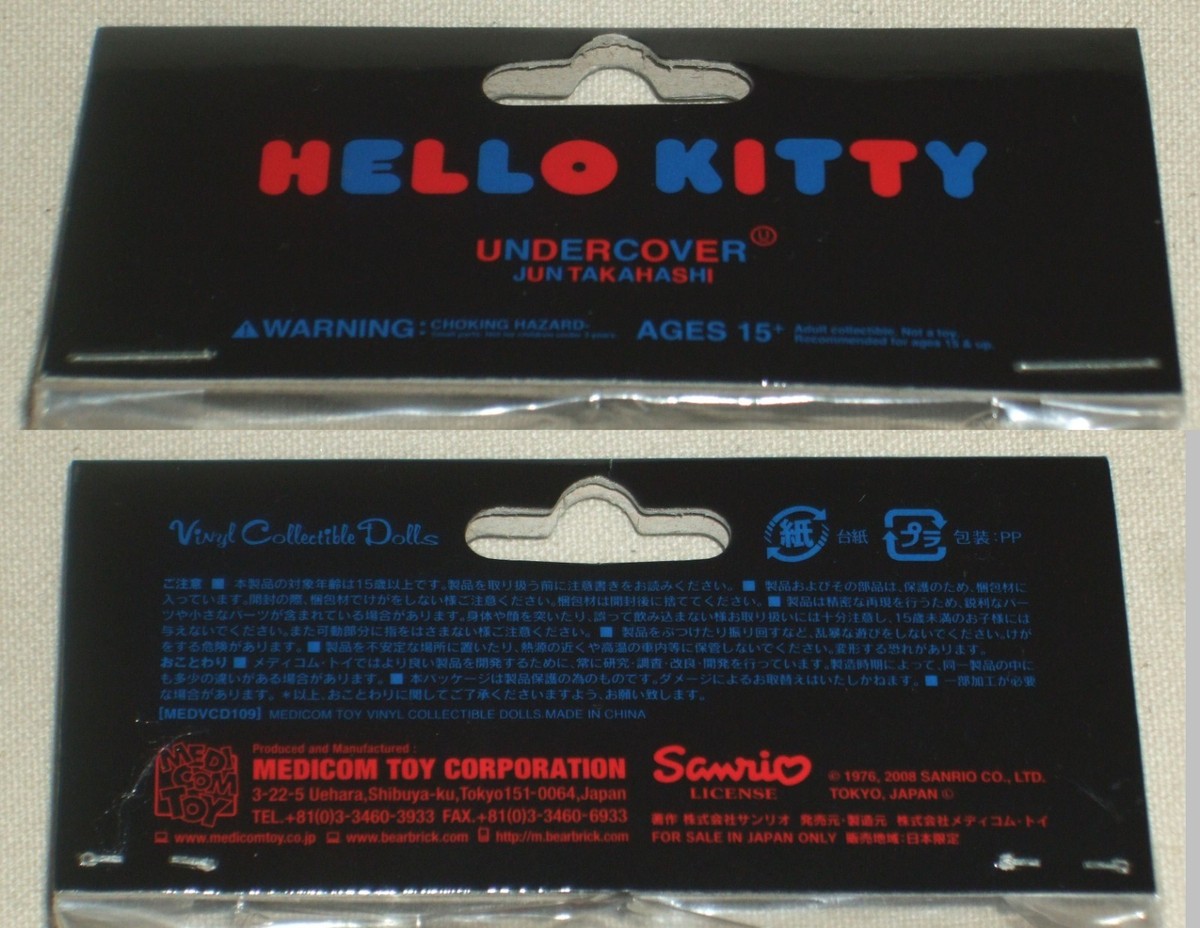 HELLO KITTY
UNDERCOVER
JUN TAKAHASHI
WARNING: CHOKING HAZARD- AGES 15+ Adult collectible. Not a toy.
Small parts. Not for children under 3 years. Recommended for ages 15 & up.
Vinyl Collectible Dolls
紙 台紙 プラ 包装:PP
ご注意 ■ 本製品の対象年齢は15歳以上です。製品を取り扱う前に注意書きをお読みください。 ■ 製品およびその部品は、保護のため、梱包材に
入っています。開封の際、梱包材でけがをしない様ご注意ください。梱包材は開封後に捨ててください。■ 製品は精密な再現を行うため、鋭利なパー
ツや小さなパーツが含まれている場合があります。身体や顔を突いたり、誤って飲み込まない様お取り扱いには十分注意し、15歳未満のお子様には
与えないでください。また可動部分に指をはさまない様ご注意ください。 ■ 製品をぶつけたり振り回すなど、乱暴な遊びをしないでください。けが
をする危険があります。■ 製品を不安定な場所に置いたり、熱源の近くや高温の車内等に保管しないでください。変形する恐れがあります。
おことわり ■ メディコム・トイではより良い製品を開発するために、常に研究・調査・改良・開発を行っています。製造時期によって、同一製品の中に
も多少の違いがある場合があります。 ■ 本パッケージは製品保護の為のものです。ダメージによるお取替えはいたしかねます。 ■ 一部加工が必要
な場合があります。 *以上、おことわりに関してご了承くださいますよう、お願い致します。
[MEDVCD109] MEDICOM TOY VINYL COLLECTIBLE DOLLS.MADE IN CHINA
MEDI
COM
TOY
Produced and Manufactured :
MEDICOM TOY CORPORATION
3-22-5 Uehara,Shibuya-ku,Tokyo151-0064,Japan
TEL.+81(0)3-3460-3933 FAX.+81(0)3-3460-6933
www.medicomtoy.co.jp www.bearbrick.com http://m.bearbrick.com
Sanrio
LICENSE
© 1976, 2008 SANRIO CO., LTD.
TOKYO, JAPAN ©
著作 株式会社サンリオ 発売元・製造元 株式会社メディコム・トイ
FOR SALE IN JAPAN ONLY 販売地域:日本限定